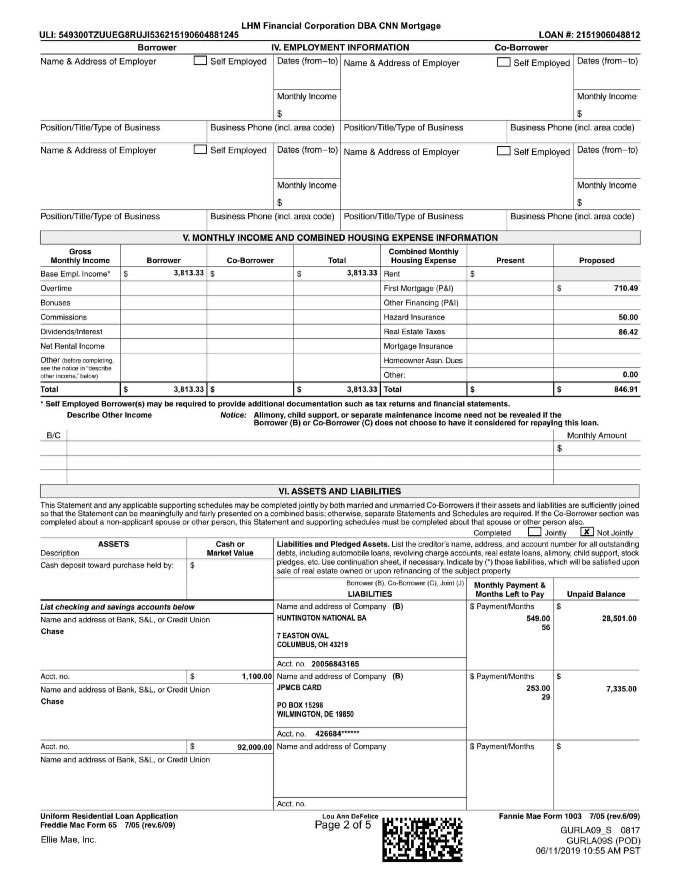 LHM Financial Corporation DBA CNN Mortgage
ULI: 549300TZUUEG8RUJI536215190604881245 LOAN #: 2151906048812
Borrower IV. EMPLOYMENT INFORMATION Co-Borrower
Name & Address of Employer Self Employed Dates (from–to) Name & Address of Employer Self Employed Dates (from–to)
Monthly Income Monthly Income
$ $
Position/Title/Type of Business Business Phone (incl. area code) Position/Title/Type of Business Business Phone (incl. area code)
Name & Address of Employer Self Employed Dates (from–to) Name & Address of Employer Self Employed Dates (from–to)
Monthly Income Monthly Income
$ $
Position/Title/Type of Business Business Phone (incl. area code) Position/Title/Type of Business Business Phone (incl. area code)
V. MONTHLY INCOME AND COMBINED HOUSING EXPENSE INFORMATION
Gross Combined Monthly
Monthly Income Borrower Co-Borrower Total Housing Expense Present Proposed
Base Empl. Income* $ 3,813.33 $ $ 3,813.33 Rent $
Overtime First Mortgage (P&I) $ 710.49
Bonuses Other Financing (P&I)
Commissions Hazard Insurance 50.00
Dividends/Interest Real Estate Taxes 86.42
Net Rental Income Mortgage Insurance
Other (before completing, Homeowner Assn. Dues
see the notice in "describe
other income," below) Other: 0.00
Total $ 3,813.33 $ $ 3,813.33 Total $ $ 846.91
* Self Employed Borrower(s) may be required to provide additional documentation such as tax returns and financial statements.
Describe Other Income Notice: Alimony, child support, or separate maintenance income need not be revealed if the
Borrower (B) or Co-Borrower (C) does not choose to have it considered for repaying this loan.
B/C Monthly Amount
$
VI. ASSETS AND LIABILITIES
This Statement and any applicable supporting schedules may be completed jointly by both married and unmarried Co-Borrowers if their assets and liabilities are sufficiently joined
so that the Statement can be meaningfully and fairly presented on a combined basis; otherwise, separate Statements and Schedules are required. If the Co-Borrower section was
completed about a non-applicant spouse or other person, this Statement and supporting schedules must be completed about that spouse or other person also.
Completed Jointly X Not Jointly
ASSETS Cash or Liabilities and Pledged Assets. List the creditor's name, address, and account number for all outstanding
Description Market Value debts, including automobile loans, revolving charge accounts, real estate loans, alimony, child support, stock
Cash deposit toward purchase held by: $ pledges, etc. Use continuation sheet, if necessary. Indicate by (*) those liabilities, which will be satisfied upon
sale of real estate owned or upon refinancing of the subject property.
Borrower (B), Co-Borrower (C), Joint (J) Monthly Payment &
LIABILITIES Months Left to Pay Unpaid Balance
List checking and savings accounts below Name and address of Company (B) $ Payment/Months $
Name and address of Bank, S&L, or Credit Union HUNTINGTON NATIONAL BA 549.00 28,501.00
Chase 56
7 EASTON OVAL
COLUMBUS, OH 43219
Acct. no. 20056843165
Acct. no. $ 1,100.00 Name and address of Company (B) $ Payment/Months $
Name and address of Bank, S&L, or Credit Union JPMCB CARD 253.00 7,335.00
Chase 29
PO BOX 15298
WILMINGTON, DE 19850
Acct. no. 426684******
Acct. no. $ 92,000.00 Name and address of Company $ Payment/Months $
Name and address of Bank, S&L, or Credit Union
Acct. no.
Uniform Residential Loan Application Lou Ann DeFelice Fannie Mae Form 1003 7/05 (rev.6/09)
Freddie Mac Form 65 7/05 (rev.6/09) Page 2 of 5
GURLA09_S 0817
Ellie Mae, Inc. GURLA09S (POD)
06/11/2019 10:55 AM PST